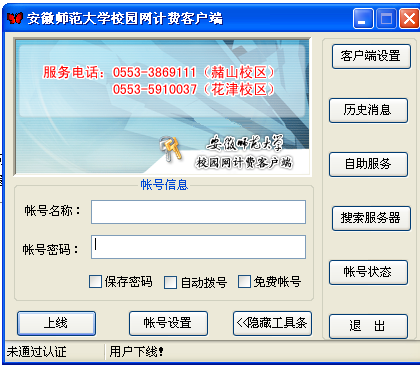 安徽师范大学校园网计费客户端
服务电话：0553-3869111（赭山校区）
0553-5910037（花津校区）
安徽师范大学
校园网计费客户端
帐号信息
帐号名称：
帐号密码：
保存密码 自动拨号 免费帐号
上线 帐号设置 <<隐藏工具条
客户端设置
历史消息
自助服务
搜索服务器
帐号状态
退 出
未通过认证 用户下线!